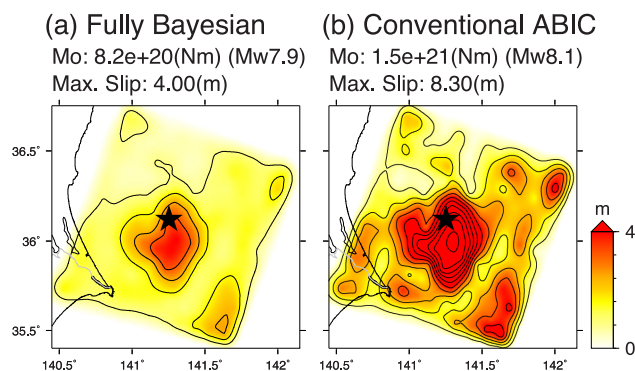 (a) Fully Bayesian
Mo: 8.2e+20(Nm) (Mw7.9)
Max. Slip: 4.00(m)
(b) Conventional ABIC
Mo: 1.5e+21(Nm) (Mw8.1)
Max. Slip: 8.30(m)
36.5˚
36˚
35.5˚
140.5˚ 141˚ 141.5˚ 142˚
140.5˚ 141˚ 141.5˚ 142˚
m
4
0